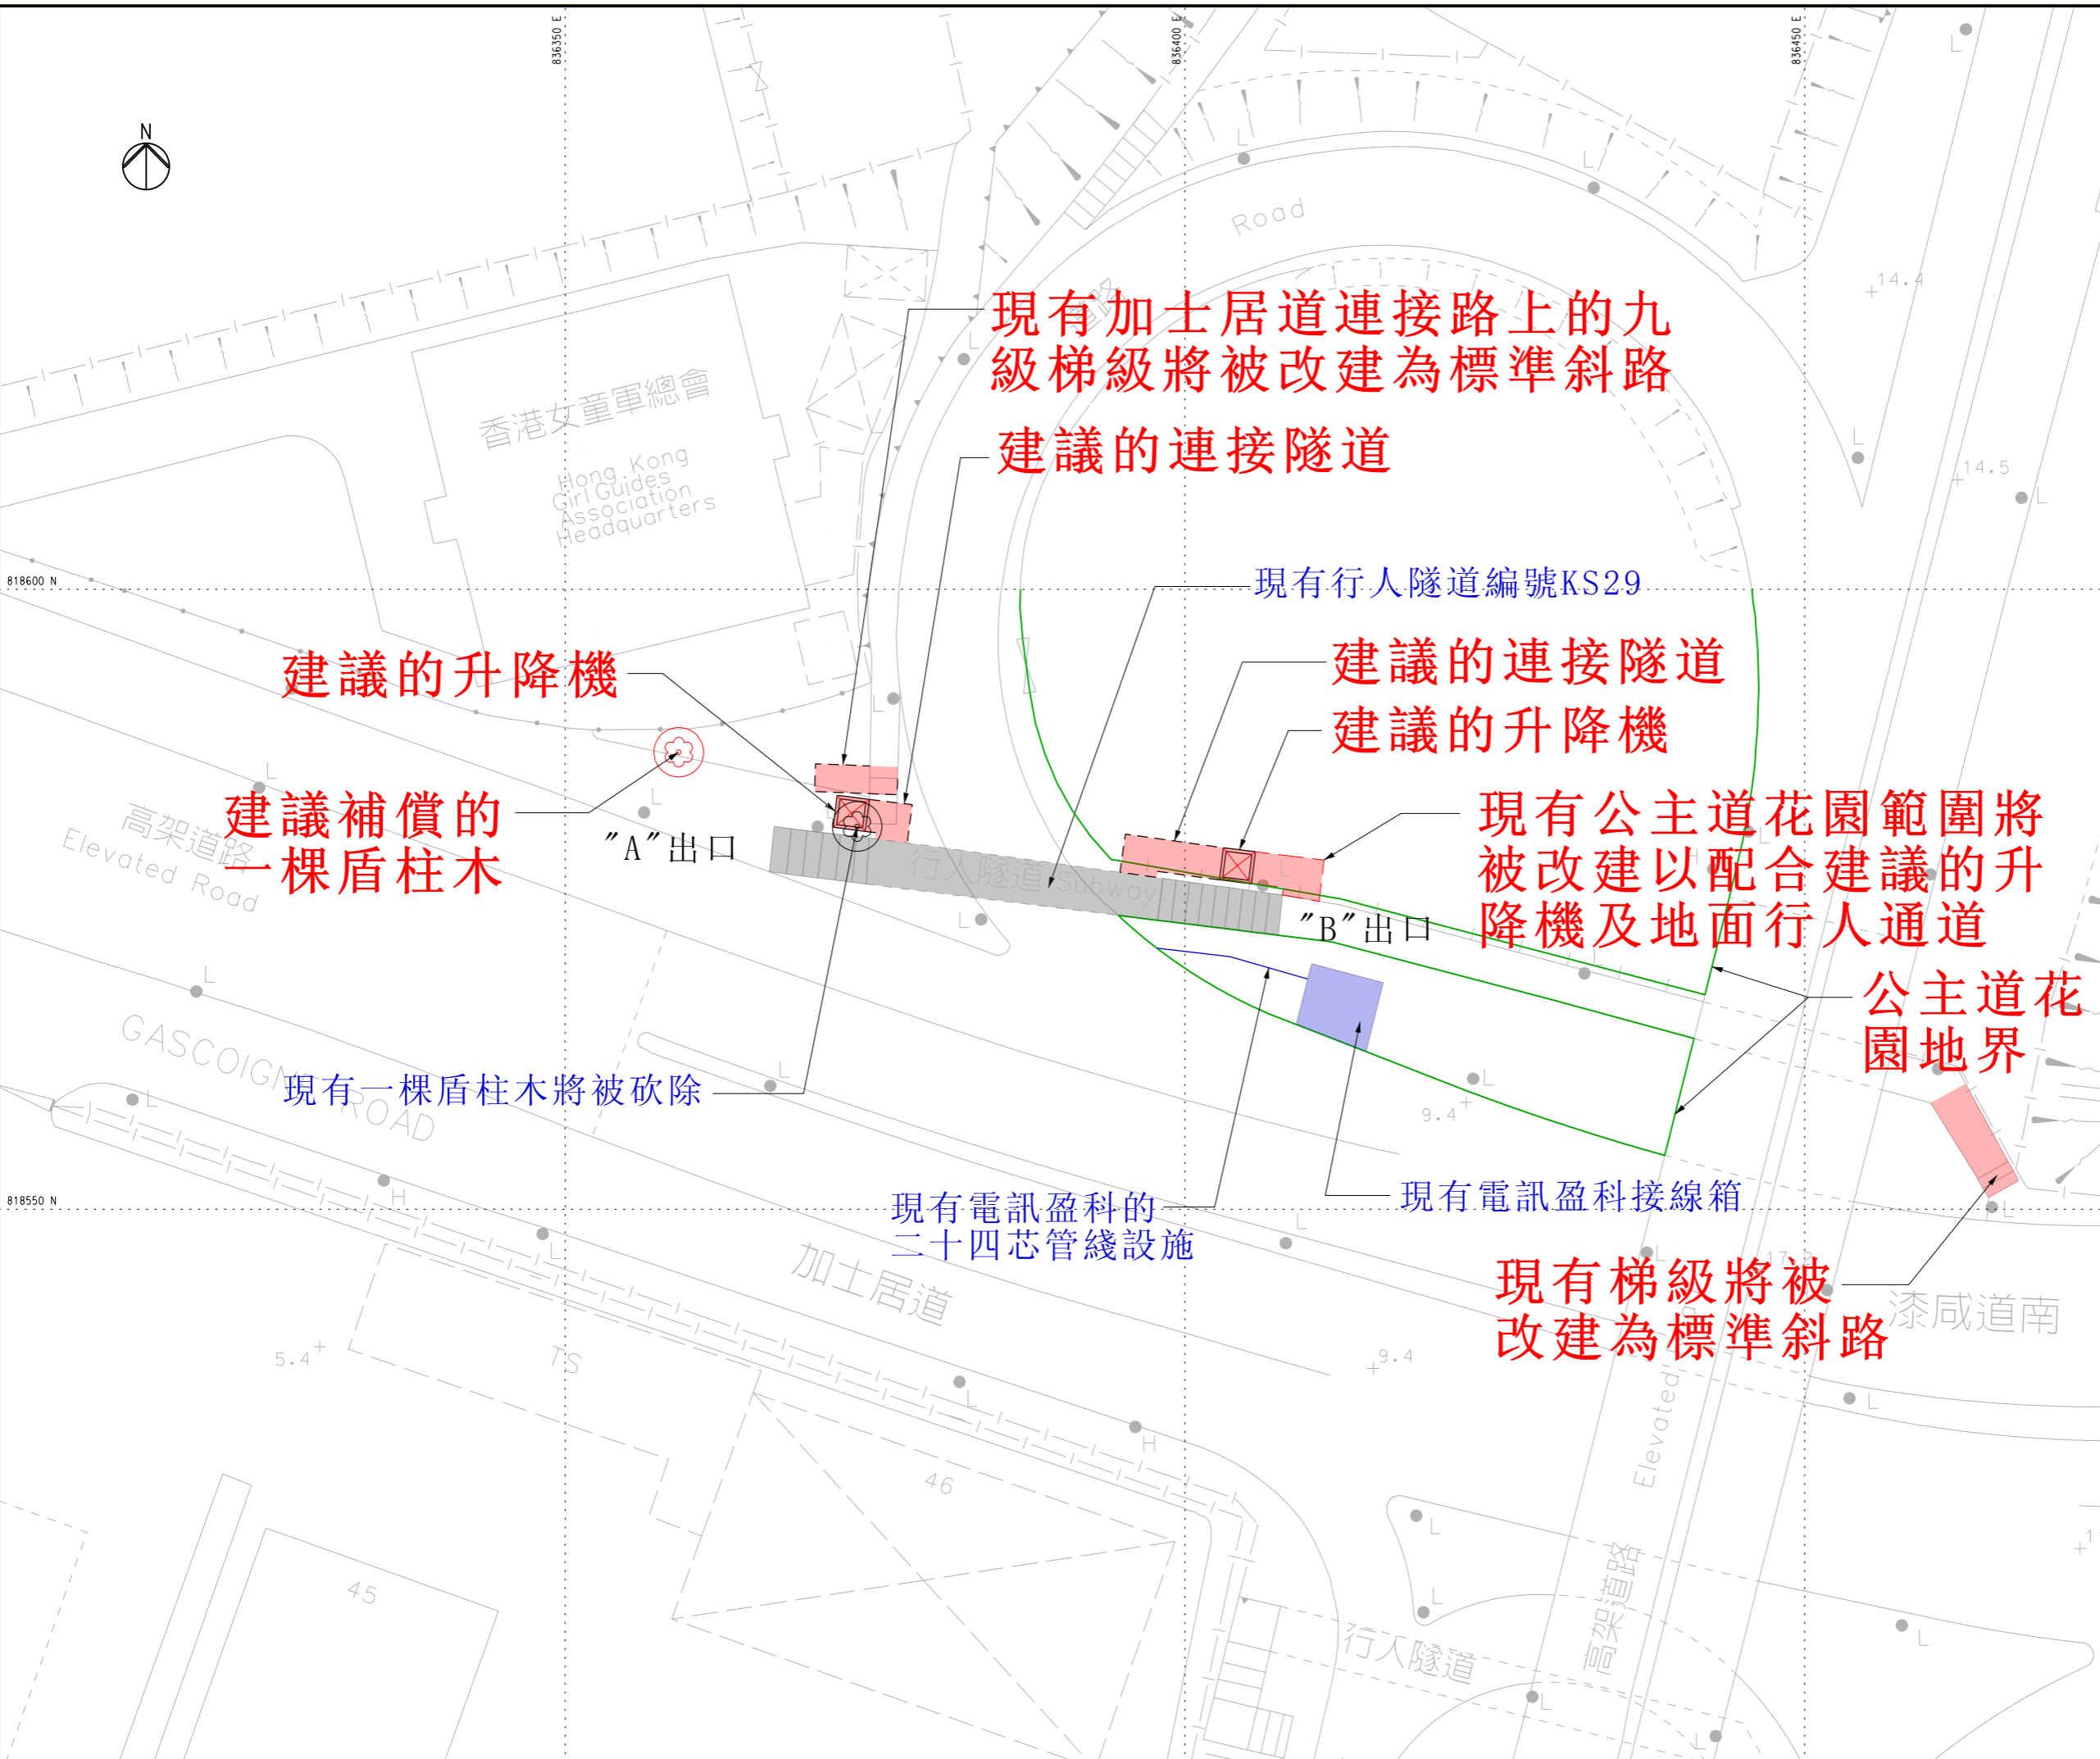 836350 E
836400 E
836450 E
N
L
Road
L
L
14.4
道路
現有加士居道連接路上的九
級梯級將被改建為標準斜路
L
香港女童軍總會
Hong Kong
Girl Guides
Association
Headquarters
建議的連接隧道
L
14.5
L
818600 N
現有行人隧道編號KS29
建議的升降機
建議的連接隧道
L
建議的升降機
L
L
建議補償的
一棵盾柱木
高架道路
Elevated Road
"A"出口
行人隧道 Subway
L
現有公主道花園範圍將
被改建以配合建議的升
降機及地面行人通道
H
L
L
"B"出口
L
L
公主道花
園地界
GASCOIGNE ROAD
現有一棵盾柱木將被砍除
L
L
L
9.4
818550 N
H
L
現有電訊盈科的
二十四芯管綫設施
現有電訊盈科接線箱
L
L
L
17.2
現有梯級將被
改建為標準斜路
加士居道
漆咸道南
5.4
TS
9.4
L
L
H
Elevated
46
L
45
L
高架道路
行人隧道
L
L
L